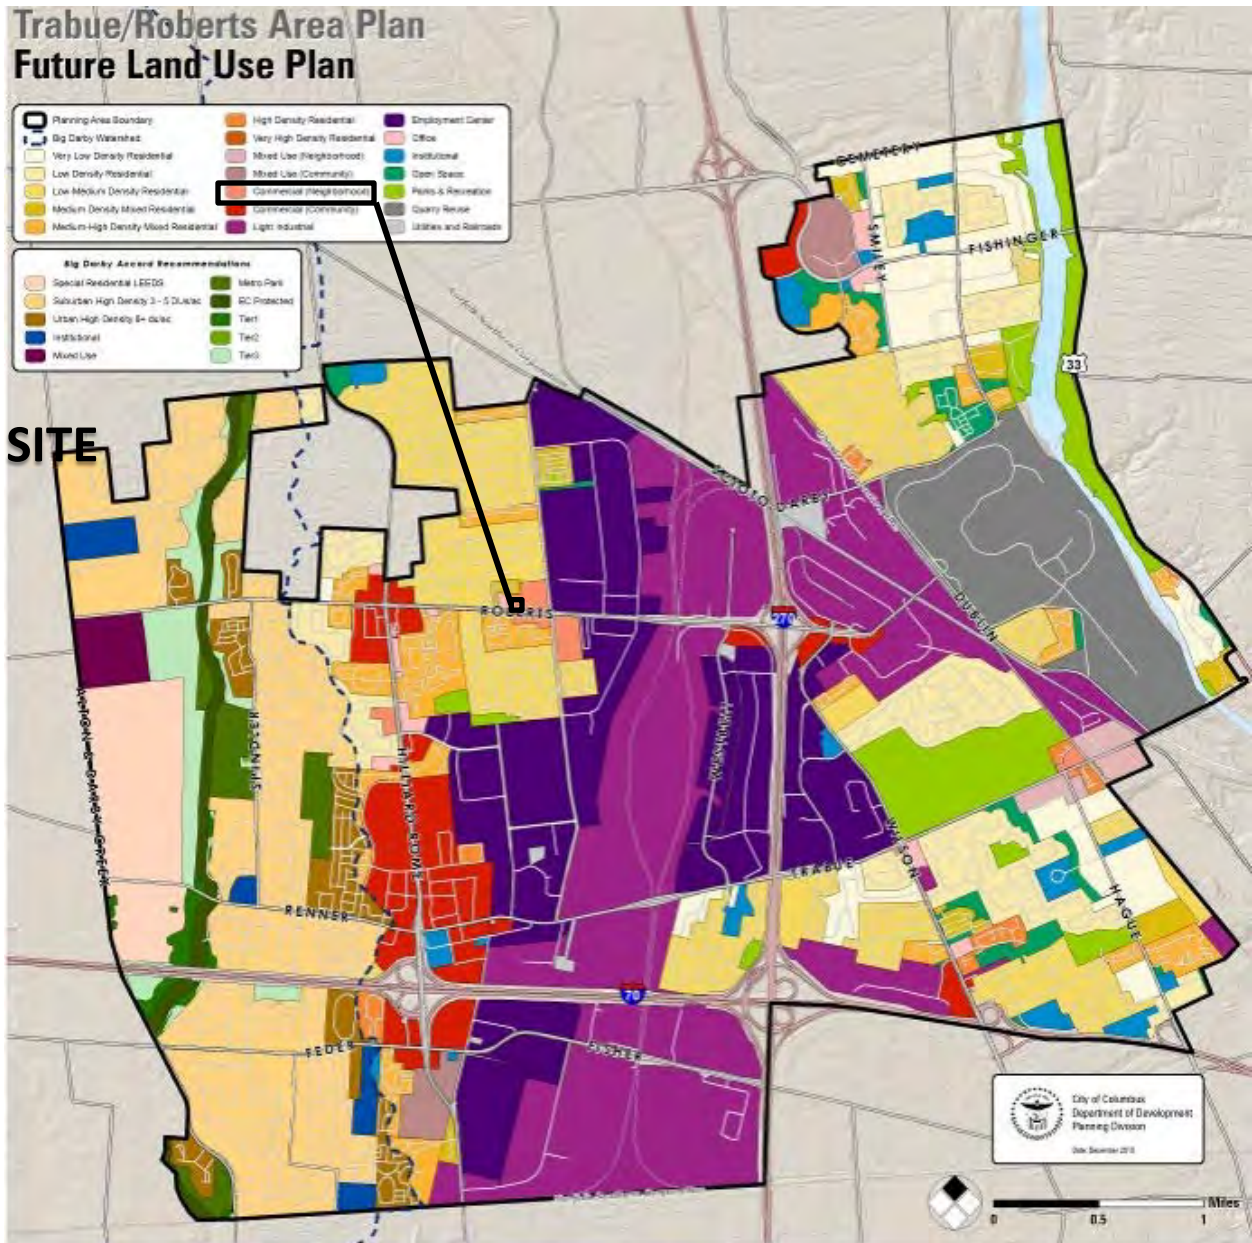 Trabue/Roberts Area Plan
Future Land Use Plan
Planning Area Boundary
Big Darby Watershed
Very Low Density Residential
Low Density Residential
Low-Medium Density Residential
Medium Density Mixed Residential
Medium-High Density Mixed Residential
High Density Residential
Very High Density Residential
Mixed Use (Neighborhood)
Mixed Use (Community)
Commercial (Neighborhood)
Commercial (Community)
Light Industrial
Employment Center
Office
Institutional
Open Space
Parks & Recreation
Quarry Reuse
Utilities and Railroads
Big Darby Accord Recommendations
Special Residential LEEDS
Suburban High Density 3 - 5 DUs/ac
Urban High Density 8+ du/ac
Institutional
Mixed Use
Metro Park
EC Protected
Tier1
Tier2
Tier3
SITE
CEMETERY
FISHINGER
33
SCIOTO DARBY
DUBLIN
ROBERTS
270
SPINDLER
HILLIARD ROME
WILSON
TRABUE
HAGUE
RENNER
70
FEDER
FISHER
City of Columbus
Department of Development
Planning Division
Date: December 2010
Miles
0
0.5
1